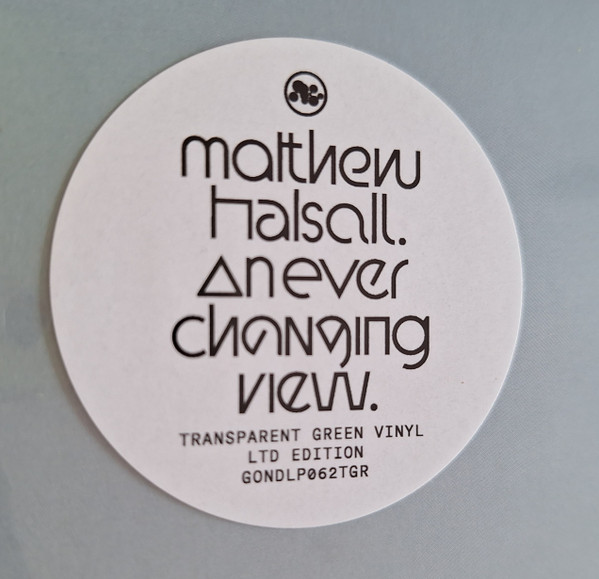 matthew
halsall.
An ever
changing
view.
TRANSPARENT GREEN VINYL
LTD EDITION
GONDLP062TGR